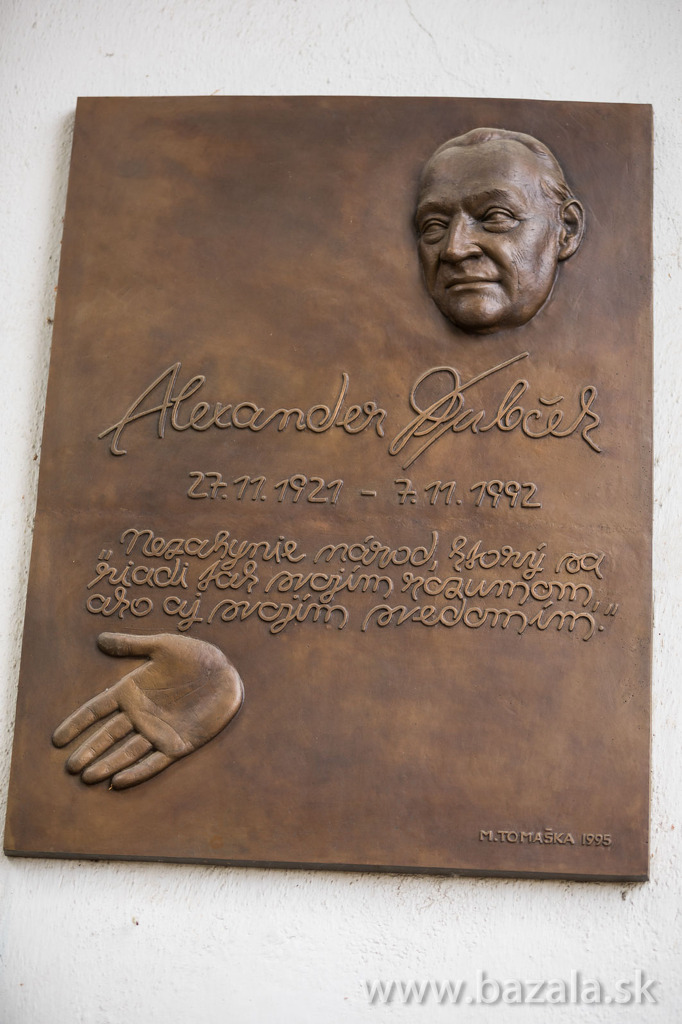 Alexander Dubček
27.11.1921 - 7.11.1992
„Nezahynie národ, ktorý sa
riadi tak svojím rozumom,
ako aj svojím svedomím."
M.TOMAŠKA 1995
www.bazala.sk